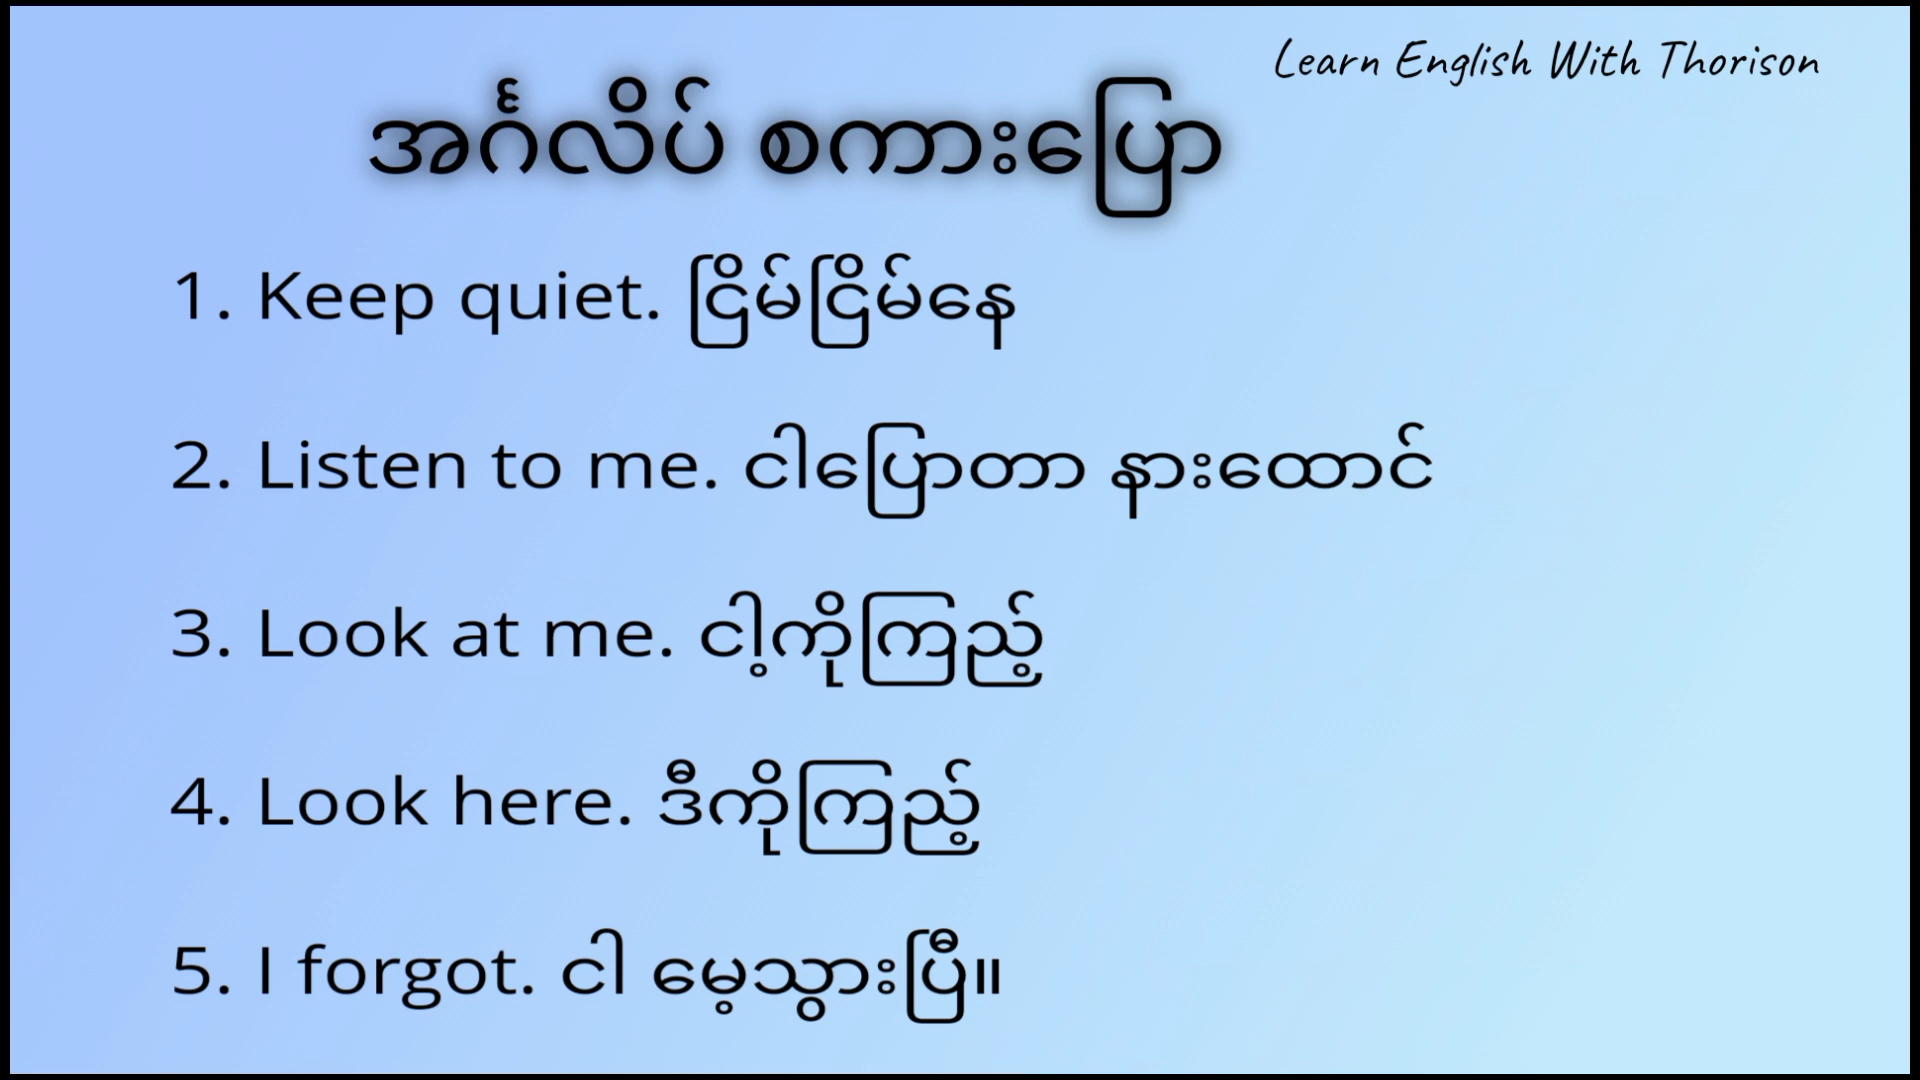 Learn English With Thorison
အင်္ဂလိပ် စကားပြော
1. Keep quiet. ငြိမ်ငြိမ်နေ
2. Listen to me. ငါပြောတာ နားထောင်
3. Look at me. ငါ့ကိုကြည့်
4. Look here. ဒီကိုကြည့်
5. I forgot. ငါ မေ့သွားပြီ။